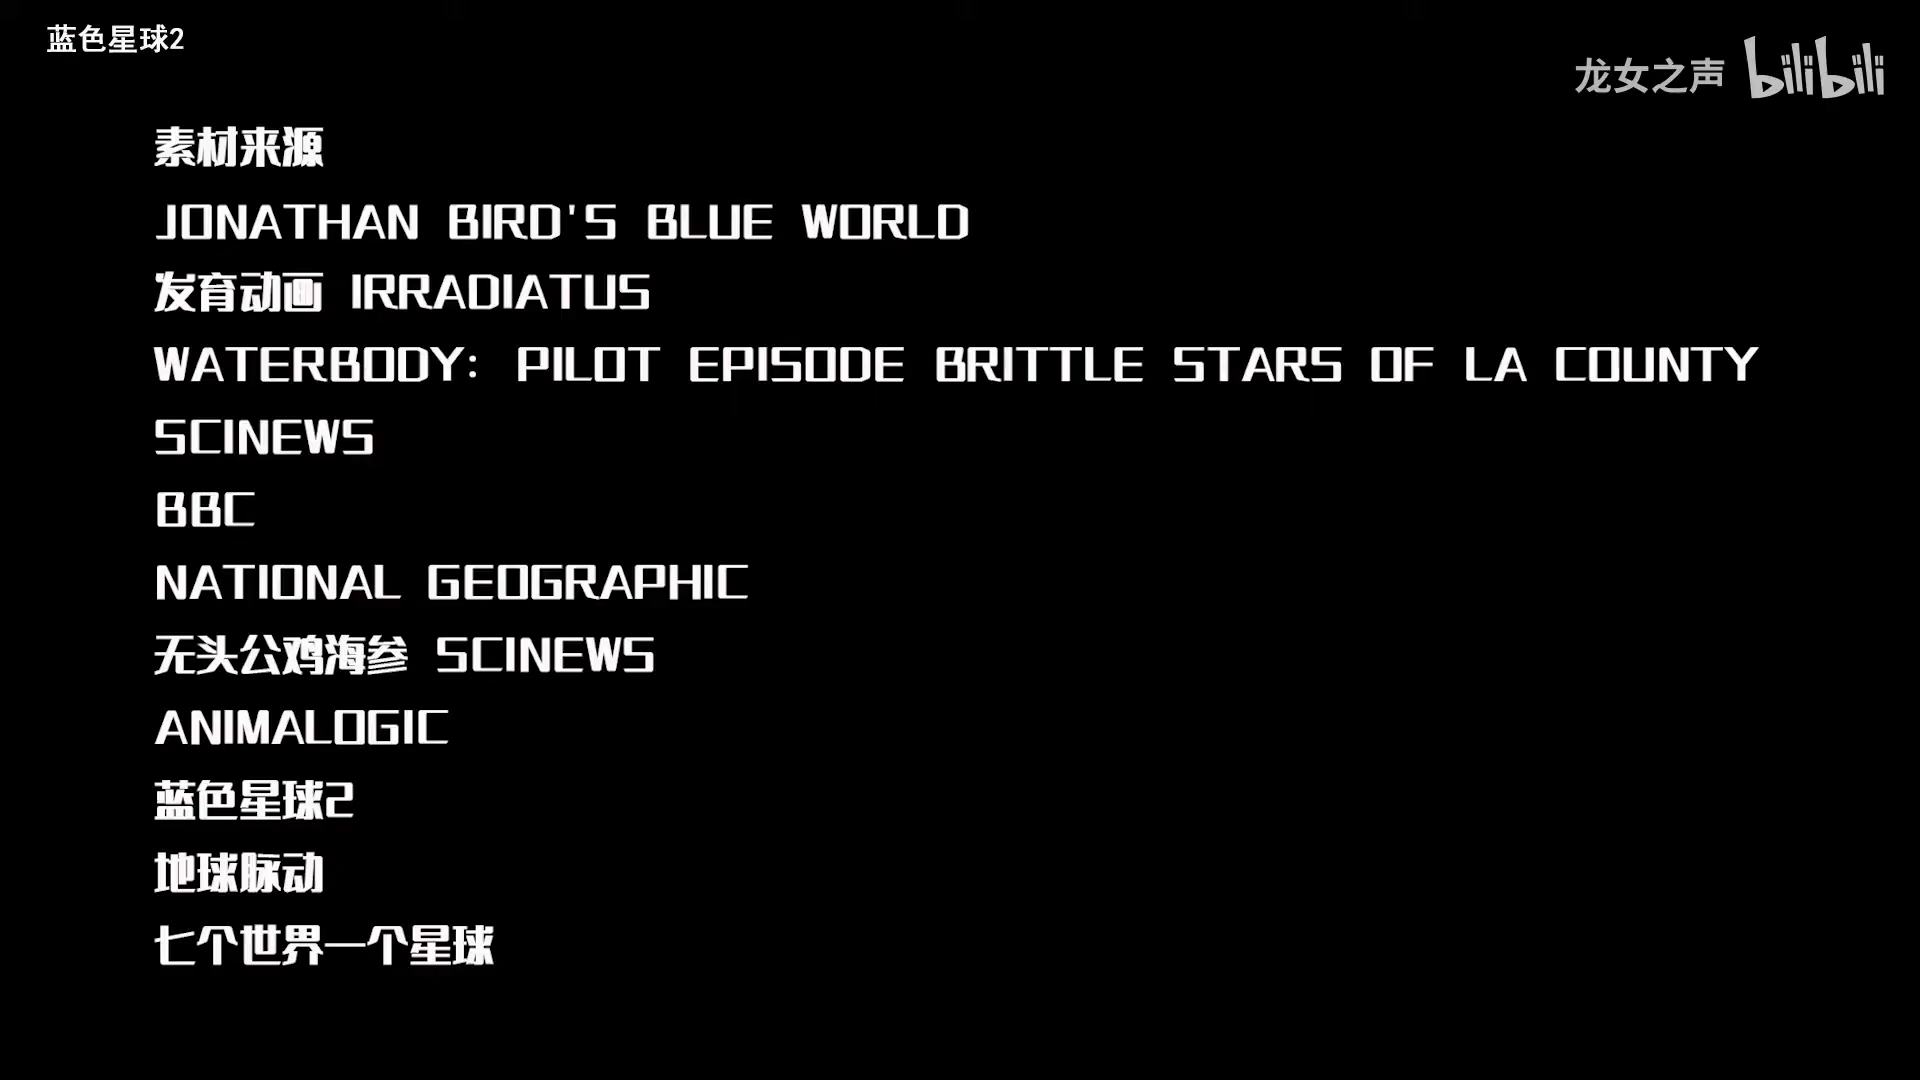 蓝色星球2
龙女之声 bilibili
素材来源
JONATHAN BIRD'S BLUE WORLD
发育动画 IRRADIATUS
WATERBODY: PILOT EPISODE BRITTLE STARS OF LA COUNTY
SCINEWS
BBC
NATIONAL GEOGRAPHIC
无头公鸡海参 SCINEWS
ANIMALOGIC
蓝色星球2
地球脉动
七个世界一个星球